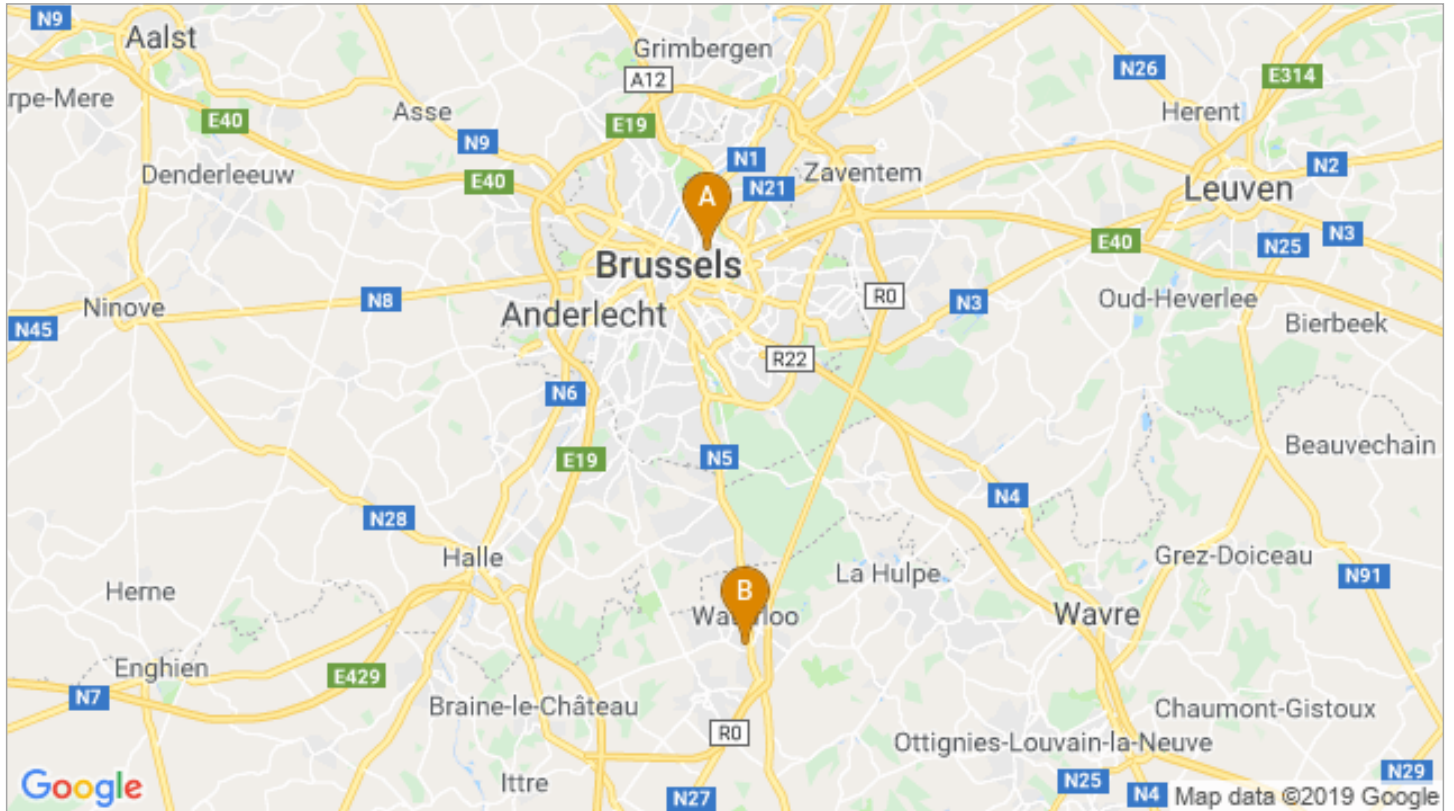 N9
Aalst
Grimbergen
A12
N26
E314
rpe-Mere
Asse
E40
E19
Herent
N9
N1
Zaventem
N2
Denderleeuw
E40
N21
Leuven
A
N3
E40
N25
Brussels
Ninove
N8
Anderlecht
R0
N3
Oud-Heverlee
Bierbeek
N45
R22
N6
Beauvechain
N5
E19
N4
N28
Halle
La Hulpe
Grez-Doiceau
N91
Herne
B
Waterloo
Wavre
Enghien
E429
N7
Braine-le-Château
Chaumont-Gistoux
R0
Ottignies-Louvain-la-Neuve
Google
Ittre
N27
N25
N29
N4
Map data ©2019 Google